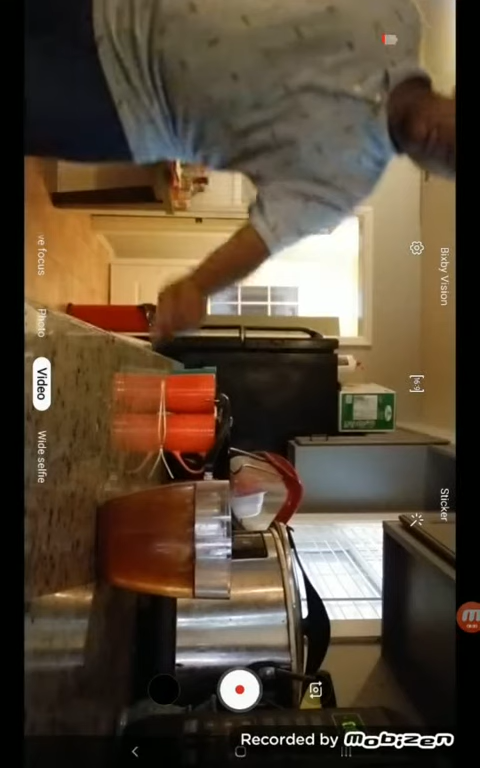 Bixby Vision
Sticker
ve focus
Photo
Video
Wide selfie
Recorded by mobizen